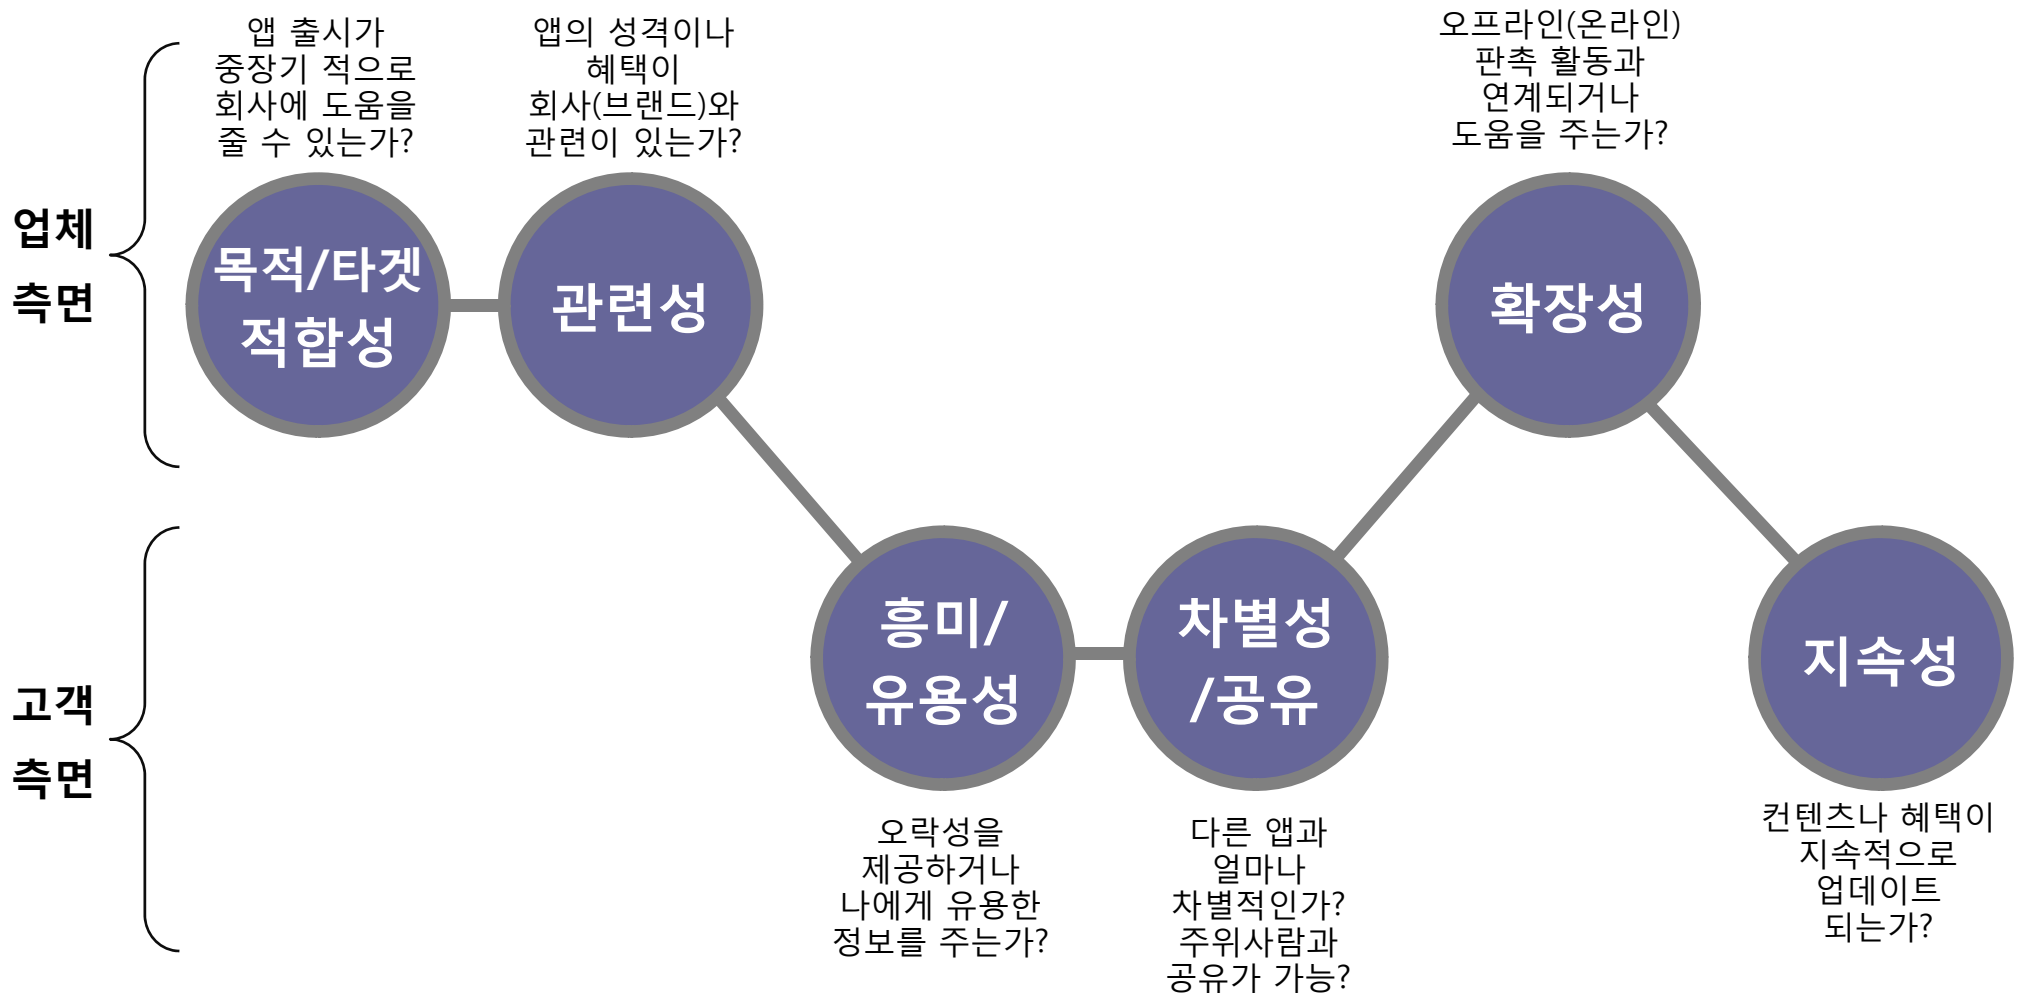 앱 출시가
중장기 적으로
회사에 도움을
줄 수 있는가?
앱의 성격이나
혜택이
회사(브랜드)와
관련이 있는가?
오프라인(온라인)
판촉 활동과
연계되거나
도움을 주는가?
업체
측면
목적/타겟
적합성
관련성
확장성
고객
측면
흥미/
유용성
차별성
/공유
지속성
오락성을
제공하거나
나에게 유용한
정보를 주는가?
다른 앱과
얼마나
차별적인가?
주위사람과
공유가 가능?
컨텐츠나 혜택이
지속적으로
업데이트
되는가?